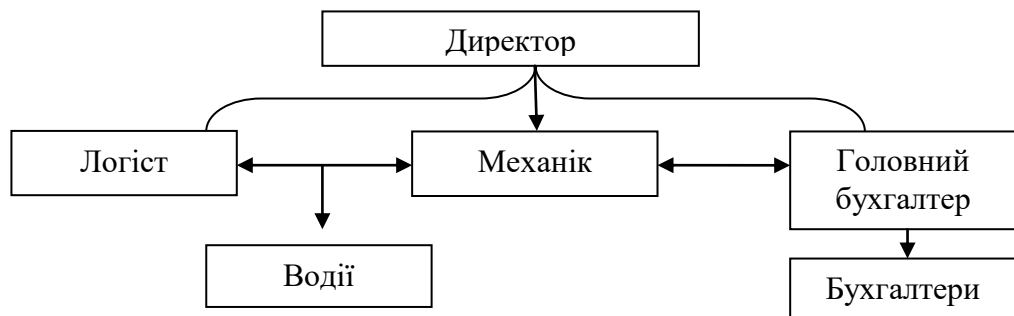 Директор
Логіст
Механік
Головний
бухгалтер
Водії
Бухгалтери